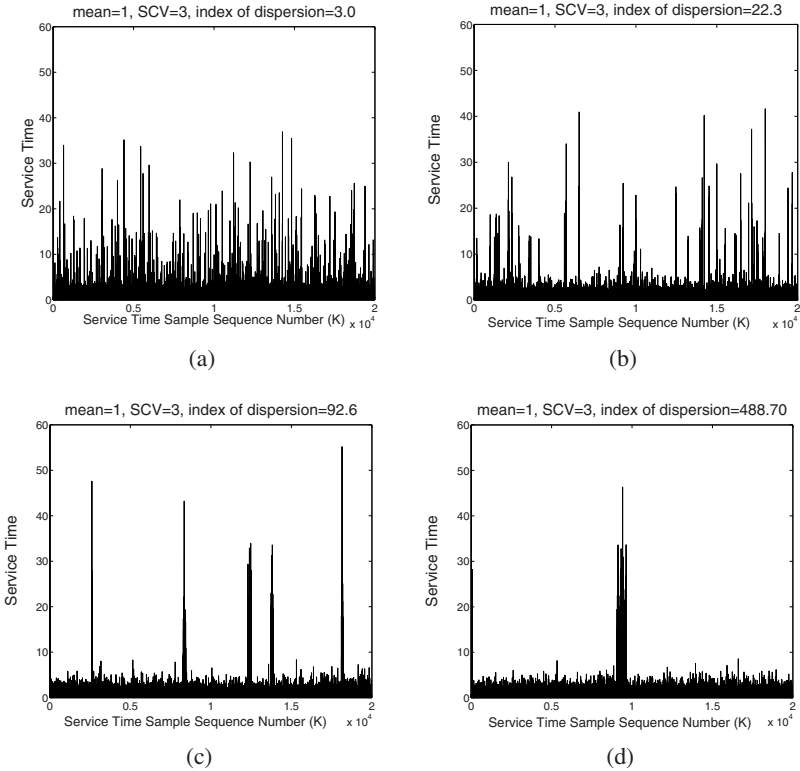 mean=1, SCV=3, index of dispersion=3.0
60
50
40
30
20
10
0
Service Time
0 0.5 1 1.5 2
Service Time Sample Sequence Number (K) x 10^4
(a)
mean=1, SCV=3, index of dispersion=22.3
60
50
40
30
20
10
0
Service Time
0 0.5 1 1.5 2
Service Time Sample Sequence Number (K) x 10^4
(b)
mean=1, SCV=3, index of dispersion=92.6
60
50
40
30
20
10
0
Service Time
0 0.5 1 1.5 2
Service Time Sample Sequence Number (K) x 10^4
(c)
mean=1, SCV=3, index of dispersion=488.70
60
50
40
30
20
10
0
Service Time
0 0.5 1 1.5 2
Service Time Sample Sequence Number (K) x 10^4
(d)